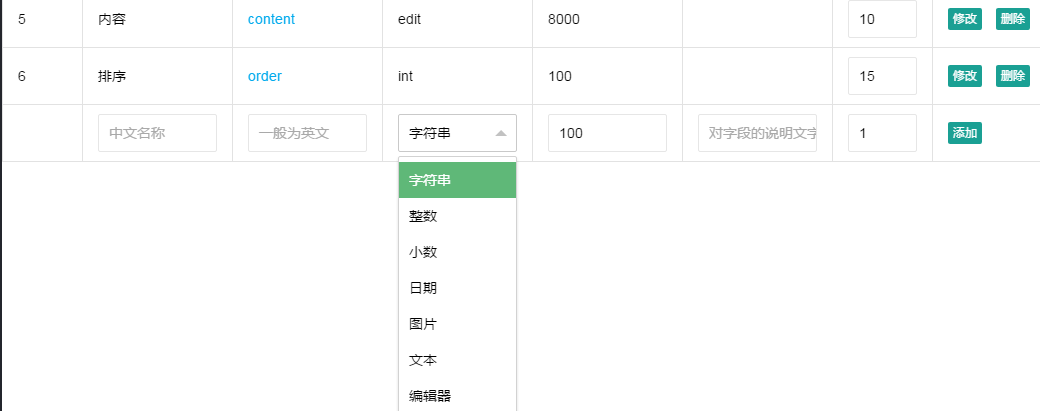 5 内容 content edit 8000 10 修改 删除
6 排序 order int 100 15 修改 删除
中文名称 一般为英文 字符串 100 对字段的说明文字 1 添加
字符串
整数
小数
日期
图片
文本
编辑器